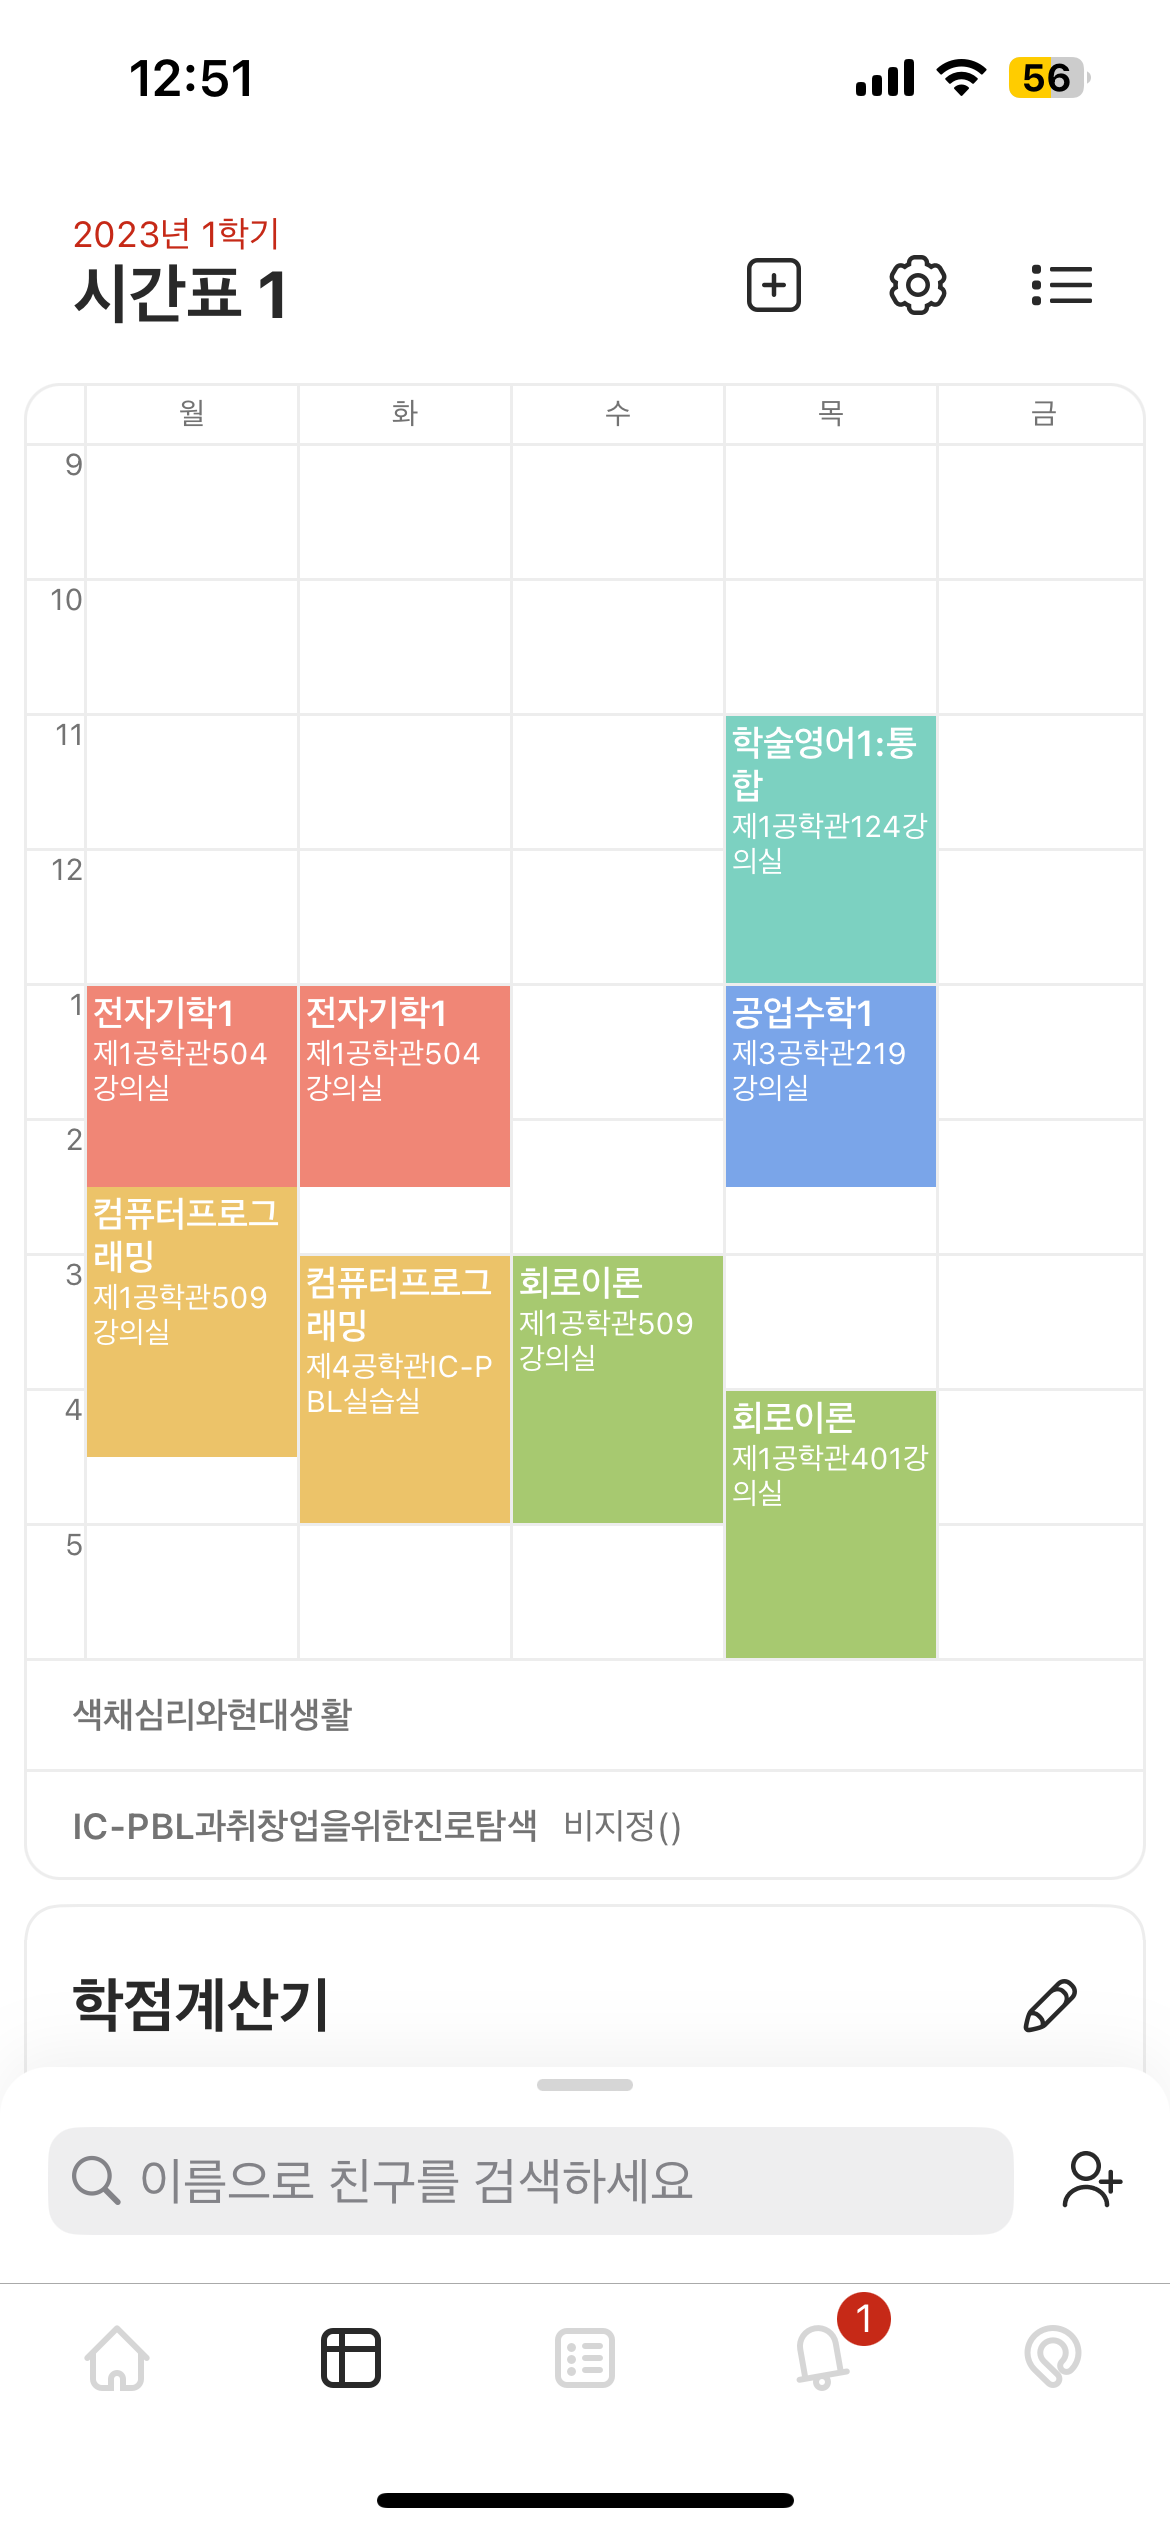 12:51
56
2023년 1학기
시간표 1
월 화 수 목 금
9
10
11
학술영어1:통
합
제1공학관124강
의실
12
1
전자기학1
제1공학관504
강의실
전자기학1
제1공학관504
강의실
공업수학1
제3공학관219
강의실
2
컴퓨터프로그
래밍
제1공학관509
강의실
3
컴퓨터프로그
래밍
제4공학관IC-P
BL실습실
회로이론
제1공학관509
강의실
4
회로이론
제1공학관401강
의실
5
색채심리와현대생활
IC-PBL과취창업을위한진로탐색 비지정()
학점계산기
이름으로 친구를 검색하세요
1